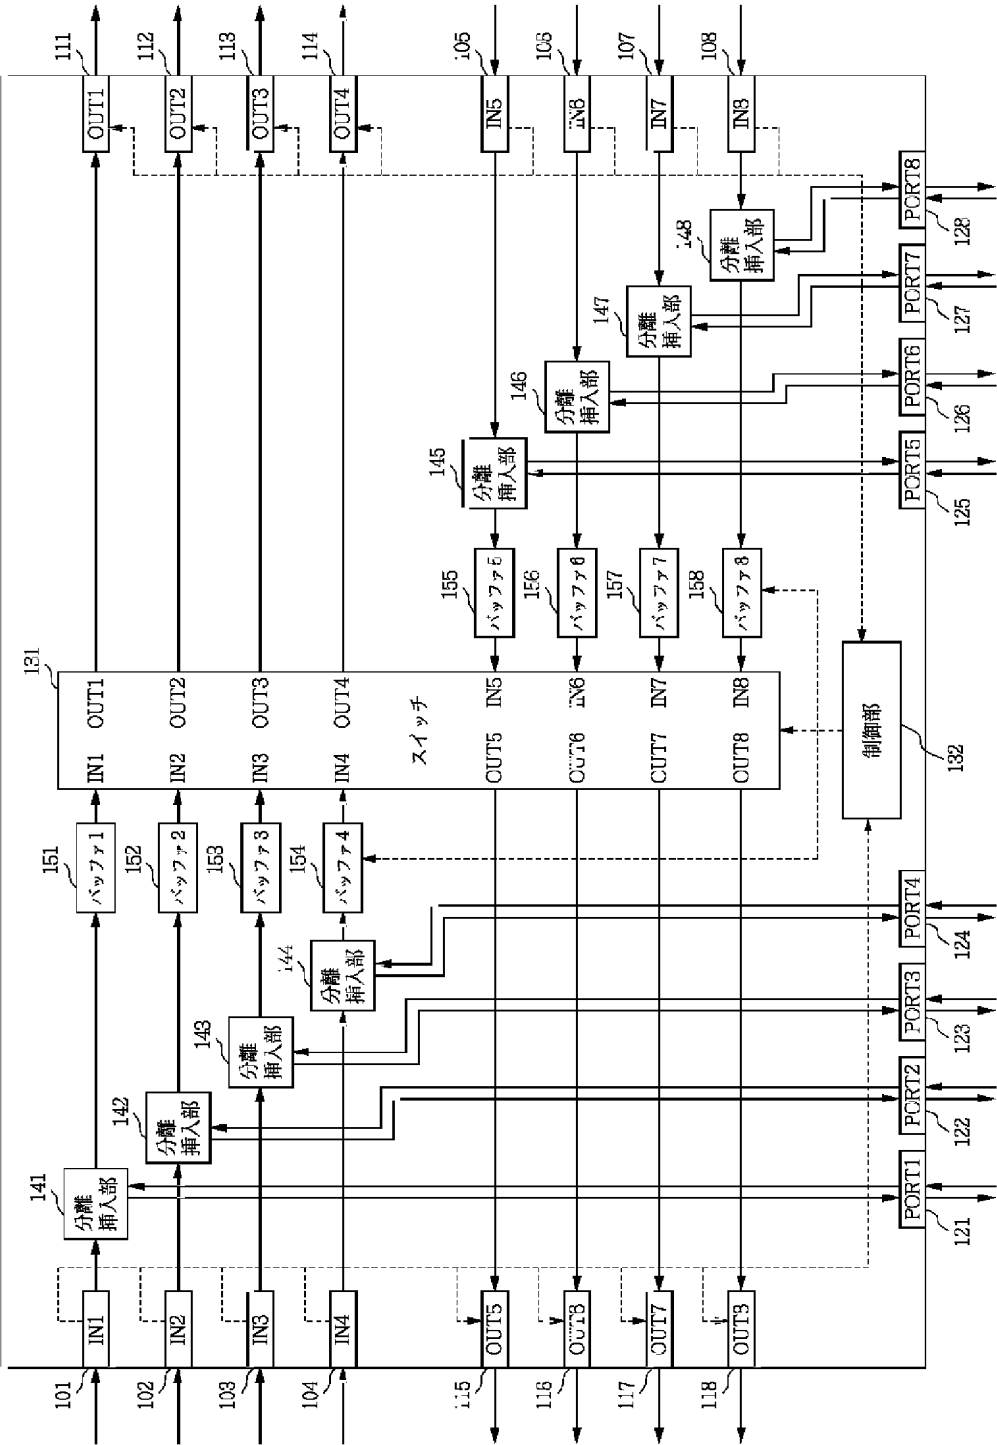 101
IN1
102
IN2
103
IN3
104
IN4
115
OUT5
116
OUT6
117
OUT7
118
OUT8
141
分離
挿入部
142
分離
挿入部
143
分離
挿入部
144
分離
挿入部
151
バッファ1
152
バッファ2
153
バッファ3
154
バッファ4
PORT1
121
PORT2
122
PORT3
123
PORT4
124
131
IN1 OUT1
IN2 OUT2
IN3 OUT3
IN4 OUT4
スイッチ
OUT5 IN5
OUT6 IN6
OUT7 IN7
OUT8 IN8
制御部
132
155
バッファ5
156
バッファ6
157
バッファ7
158
バッファ8
145
分離
挿入部
146
分離
挿入部
147
分離
挿入部
148
分離
挿入部
PORT5
125
PORT6
126
PORT7
127
PORT8
128
111
OUT1
112
OUT2
113
OUT3
114
OUT4
105
IN5
106
IN6
107
IN7
108
IN8